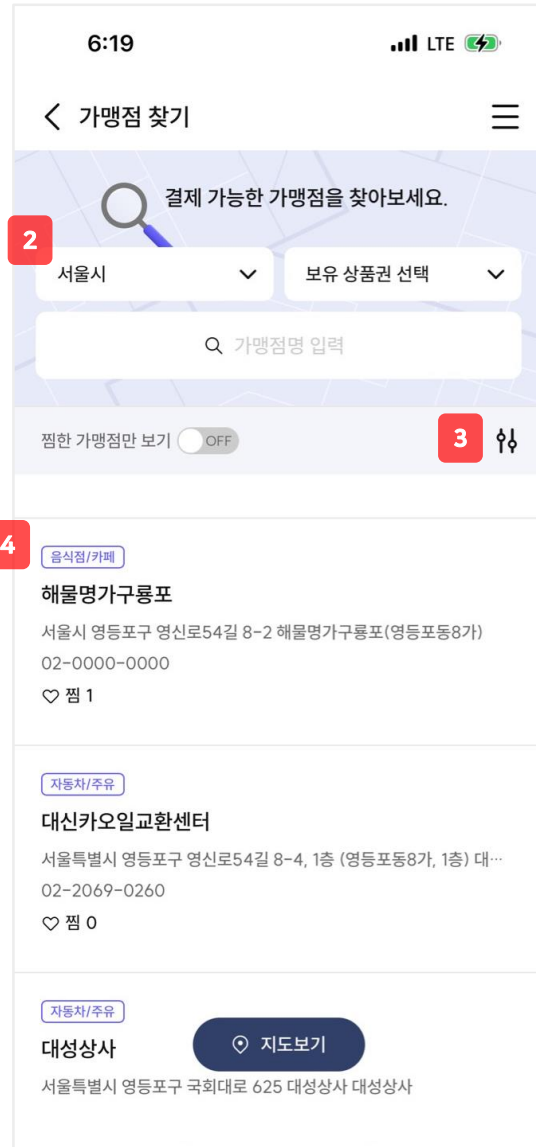 6:19 LTE
가맹점 찾기
결제 가능한 가맹점을 찾아보세요.
2
서울시 보유 상품권 선택
가맹점명 입력
찜한 가맹점만 보기 OFF 3
4
음식점/카페
해물명가구룡포
서울시 영등포구 영신로54길 8-2 해물명가구룡포(영등포동8가)
02-0000-0000
찜 1
자동차/주유
대신카오일교환센터
서울특별시 영등포구 영신로54길 8-4, 1층 (영등포동8가, 1층) 대…
02-2069-0260
찜 0
자동차/주유
대성상사
지도보기
서울특별시 영등포구 국회대로 625 대성상사 대성상사